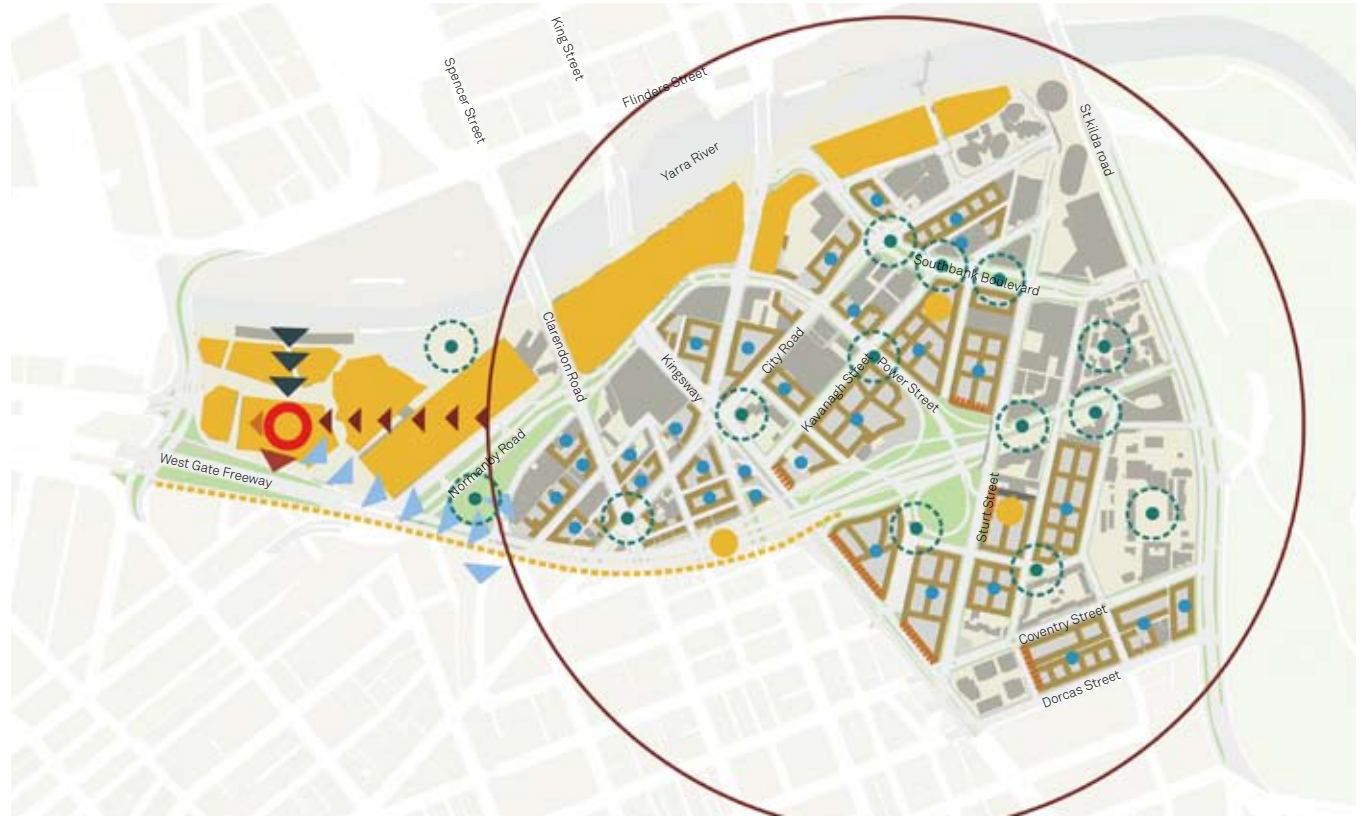 King Street
Spencer Street
Flinders Street
St kilda road
Yarra River
Southbank Boulevard
Clarendon Road
City Road
Kingsway
Kavanagh Street
Power Street
Normanby Road
West Gate Freeway
Sturt Street
Coventry Street
Dorcas Street